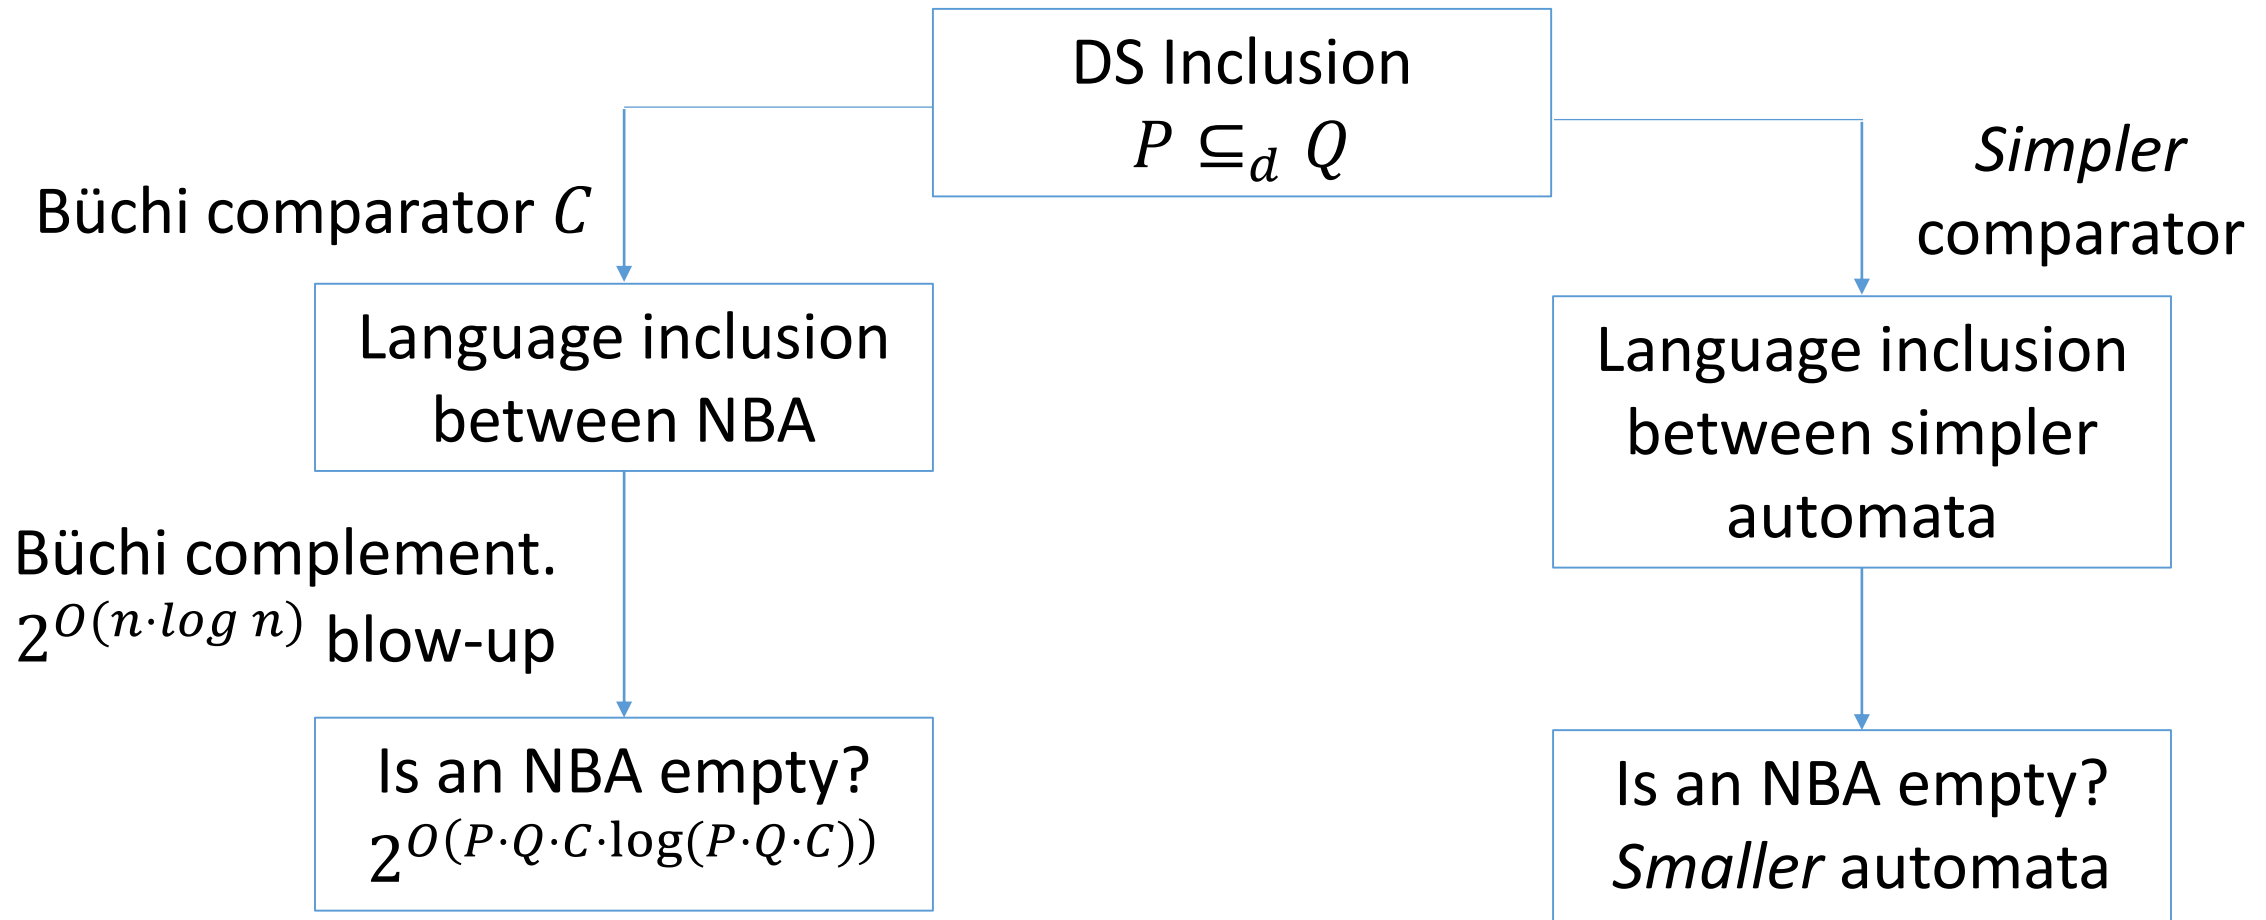 DS Inclusion
P ⊆_d Q
Büchi comparator C
Simpler
comparator
Language inclusion
between NBA
Language inclusion
between simpler
automata
Büchi complement.
2^{O(n·log n)} blow-up
Is an NBA empty?
2^{O(P·Q·C·log(P·Q·C))}
Is an NBA empty?
Smaller automata